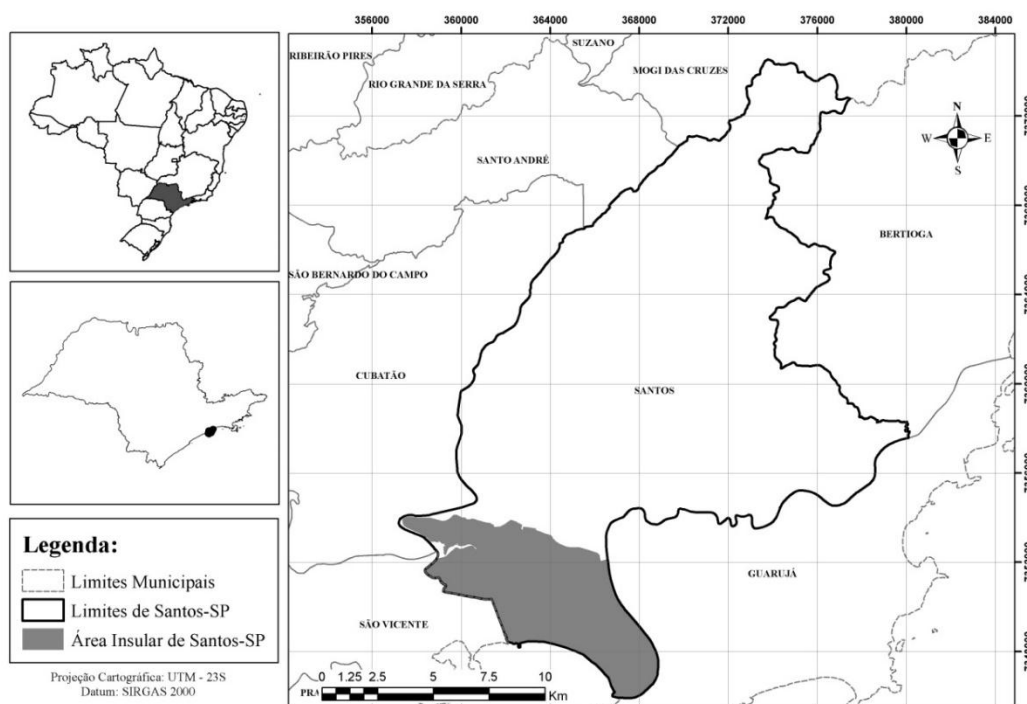 356000 360000 364000 368000 372000 376000 380000 384000
SUZANO
RIBEIRÃO PIRES
MOGI DAS CRUZES
RIO GRANDE DA SERRA
N
W E
S
SANTO ANDRÉ
BERTIOGA
SÃO BERNARDO DO CAMPO
CUBATÃO
SANTOS
7356000
GUARUJÁ
SÃO VICENTE
0 1.25 2.5 5 7.5 10
Km
Legenda:
Limites Municipais
Limites de Santos-SP
Área Insular de Santos-SP
Projeção Cartográfica: UTM - 23S
Datum: SIRGAS 2000